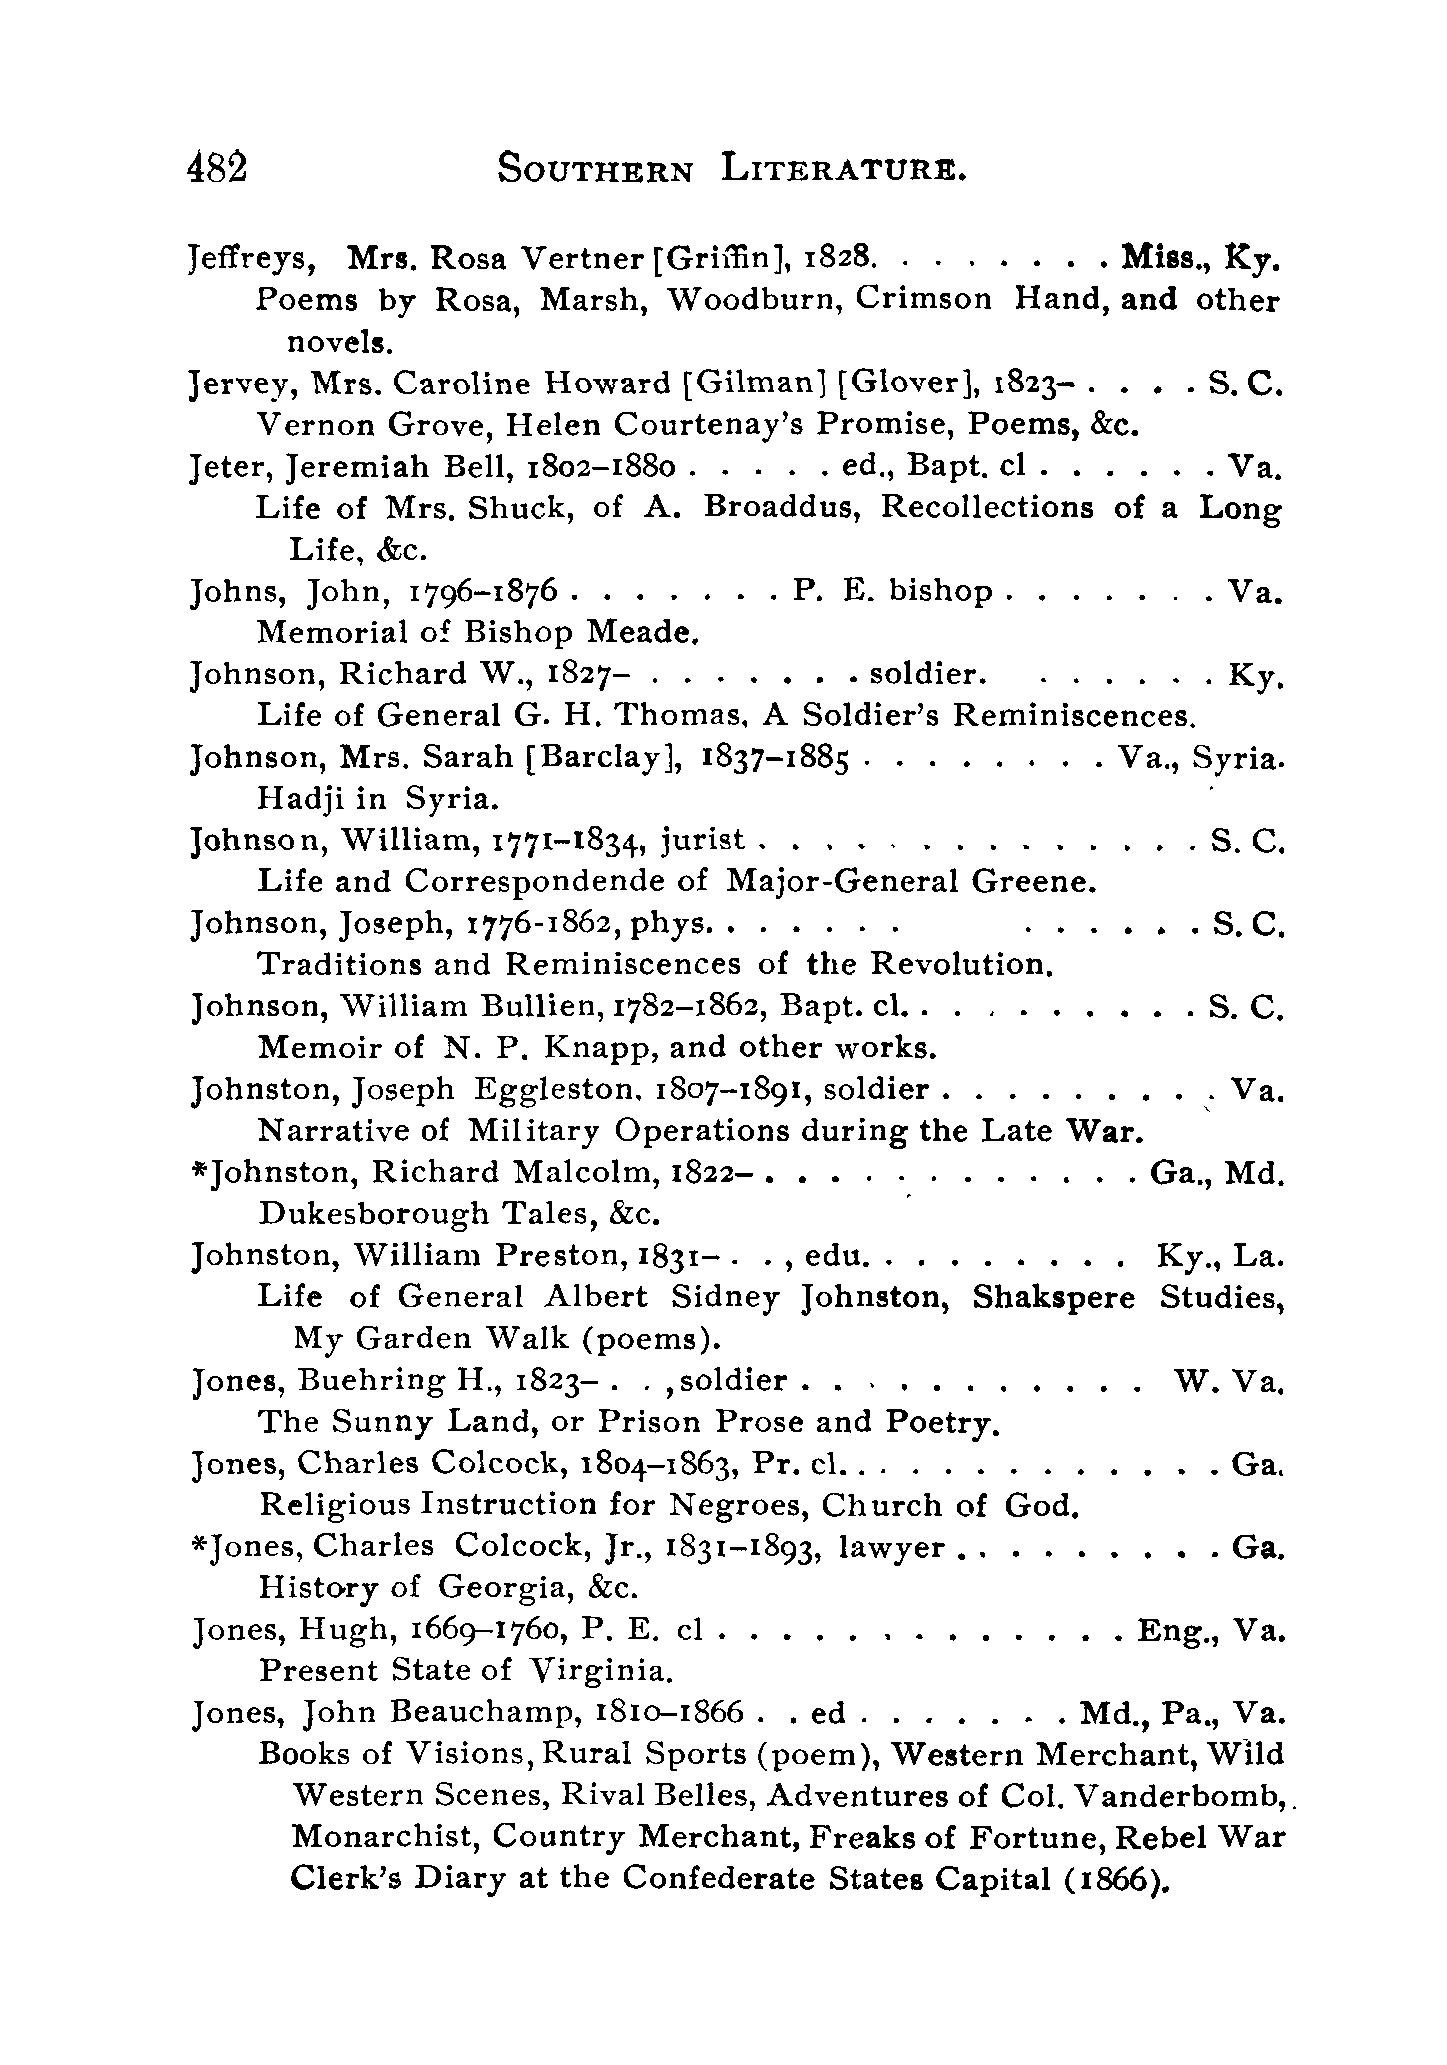 482 SOUTHERN LITERATURE.
Jeffreys, Mrs. Rosa Vertner [Griffin], 1828. . . . . . . . Miss., Ky.
Poems by Rosa, Marsh, Woodburn, Crimson Hand, and other
novels.
Jervey, Mrs. Caroline Howard [Gilman] [Glover], 1823– . . . . S. C.
Vernon Grove, Helen Courtenay's Promise, Poems, &c.
Jeter, Jeremiah Bell, 1802–1880 . . . . . ed., Bapt. cl . . . . . . Va.
Life of Mrs. Shuck, of A. Broaddus, Recollections of a Long
Life, &c.
Johns, John, 1796–1876 . . . . . . . P. E. bishop . . . . . . . Va.
Memorial of Bishop Meade.
Johnson, Richard W., 1827– . . . . . . . soldier. . . . . . . Ky.
Life of General G. H. Thomas, A Soldier's Reminiscences.
Johnson, Mrs. Sarah [Barclay], 1837–1885 . . . . . . . . Va., Syria.
Hadji in Syria.
Johnson, William, 1771–1834, jurist . . . . . . . . . . . . . . S. C.
Life and Correspondende of Major-General Greene.
Johnson, Joseph, 1776-1862, phys. . . . . . . . . . . . . S. C.
Traditions and Reminiscences of the Revolution.
Johnson, William Bullien, 1782–1862, Bapt. cl. . . . . . . . . . S. C.
Memoir of N. P. Knapp, and other works.
Johnston, Joseph Eggleston, 1807–1891, soldier . . . . . . . . . Va.
Narrative of Military Operations during the Late War.
*Johnston, Richard Malcolm, 1822– . . . . . . . . . . . . Ga., Md.
Dukesborough Tales, &c.
Johnston, William Preston, 1831– . . , edu. . . . . . . . . Ky., La.
Life of General Albert Sidney Johnston, Shakspere Studies,
My Garden Walk (poems).
Jones, Buehring H., 1823– . . , soldier . . . . . . . . . . . W. Va.
The Sunny Land, or Prison Prose and Poetry.
Jones, Charles Colcock, 1804–1863, Pr. cl. . . . . . . . . . . . . Ga.
Religious Instruction for Negroes, Church of God.
*Jones, Charles Colcock, Jr., 1831–1893, lawyer . . . . . . . . . Ga.
History of Georgia, &c.
Jones, Hugh, 1669–1760, P. E. cl . . . . . . . . . . . . . Eng., Va.
Present State of Virginia.
Jones, John Beauchamp, 1810–1866 . . ed . . . . . . . Md., Pa., Va.
Books of Visions, Rural Sports (poem), Western Merchant, Wild
Western Scenes, Rival Belles, Adventures of Col. Vanderbomb,
Monarchist, Country Merchant, Freaks of Fortune, Rebel War
Clerk's Diary at the Confederate States Capital (1866).